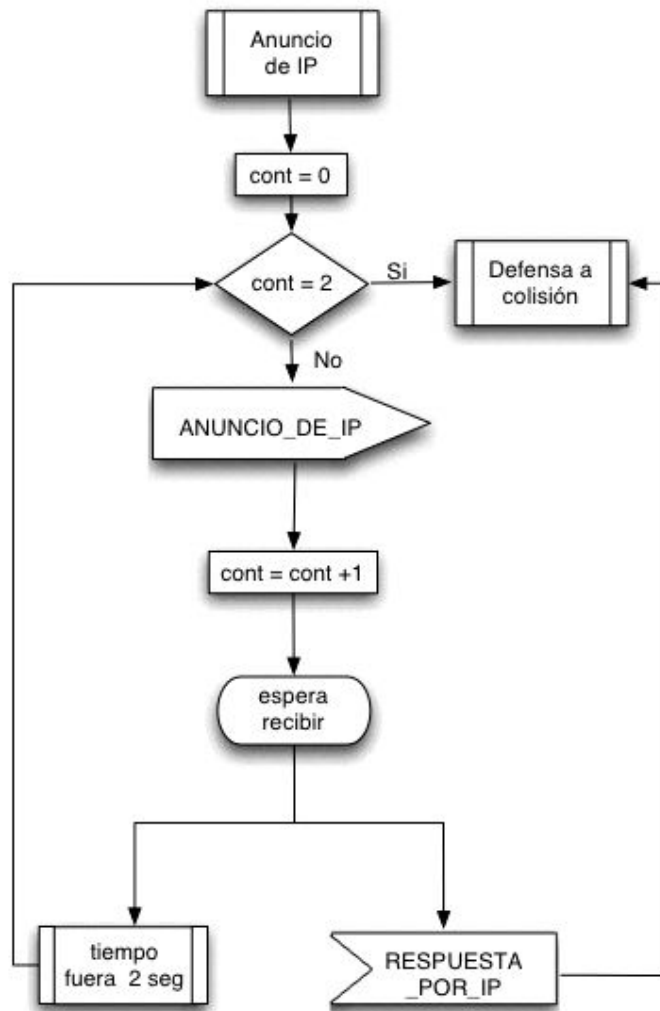 Anuncio
de IP
cont = 0
cont = 2
Si
Defensa a
colisión
No
ANUNCIO_DE_IP
cont = cont +1
espera
recibir
tiempo
fuera 2 seg
RESPUESTA
_POR_IP